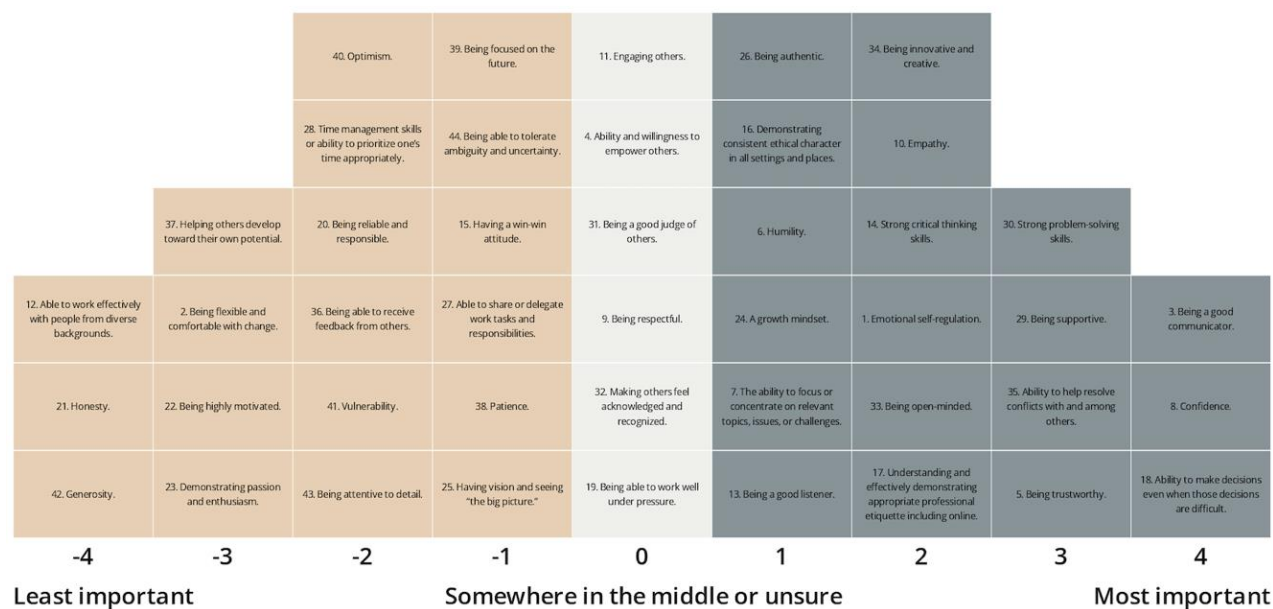 40. Optimism.
39. Being focused on the
future.
11. Engaging others.
26. Being authentic.
34. Being innovative and
creative.
28. Time management skills
or ability to prioritize one's
time appropriately.
44. Being able to tolerate
ambiguity and uncertainty.
4. Ability and willingness to
empower others.
16. Demonstrating
consistent ethical character
in all settings and places.
10. Empathy.
37. Helping others develop
toward their own potential.
20. Being reliable and
responsible.
15. Having a win-win
attitude.
31. Being a good judge of
others.
6. Humility.
14. Strong critical thinking
skills.
30. Strong problem-solving
skills.
12. Able to work effectively
with people from diverse
backgrounds.
2. Being flexible and
comfortable with change.
36. Being able to receive
feedback from others.
27. Able to share or delegate
work tasks and
responsibilities.
9. Being respectful.
24. A growth mindset.
1. Emotional self-regulation.
29. Being supportive.
3. Being a good
communicator.
21. Honesty.
22. Being highly motivated.
41. Vulnerability.
38. Patience.
32. Making others feel
acknowledged and
recognized.
7. The ability to focus or
concentrate on relevant
topics, issues, or challenges.
33. Being open-minded.
35. Ability to help resolve
conflicts with and among
others.
8. Confidence.
42. Generosity.
23. Demonstrating passion
and enthusiasm.
43. Being attentive to detail.
25. Having vision and seeing
“the big picture.”
19. Being able to work well
under pressure.
13. Being a good listener.
17. Understanding and
effectively demonstrating
appropriate professional
etiquette including online.
5. Being trustworthy.
18. Ability to make decisions
even when those decisions
are difficult.
-4 -3 -2 -1 0 1 2 3 4
Least important Somewhere in the middle or unsure Most important